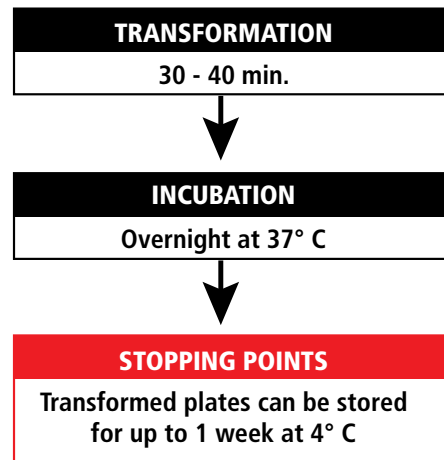 TRANSFORMATION
30 - 40 min.
INCUBATION
Overnight at 37° C
STOPPING POINTS
Transformed plates can be stored
for up to 1 week at 4° C